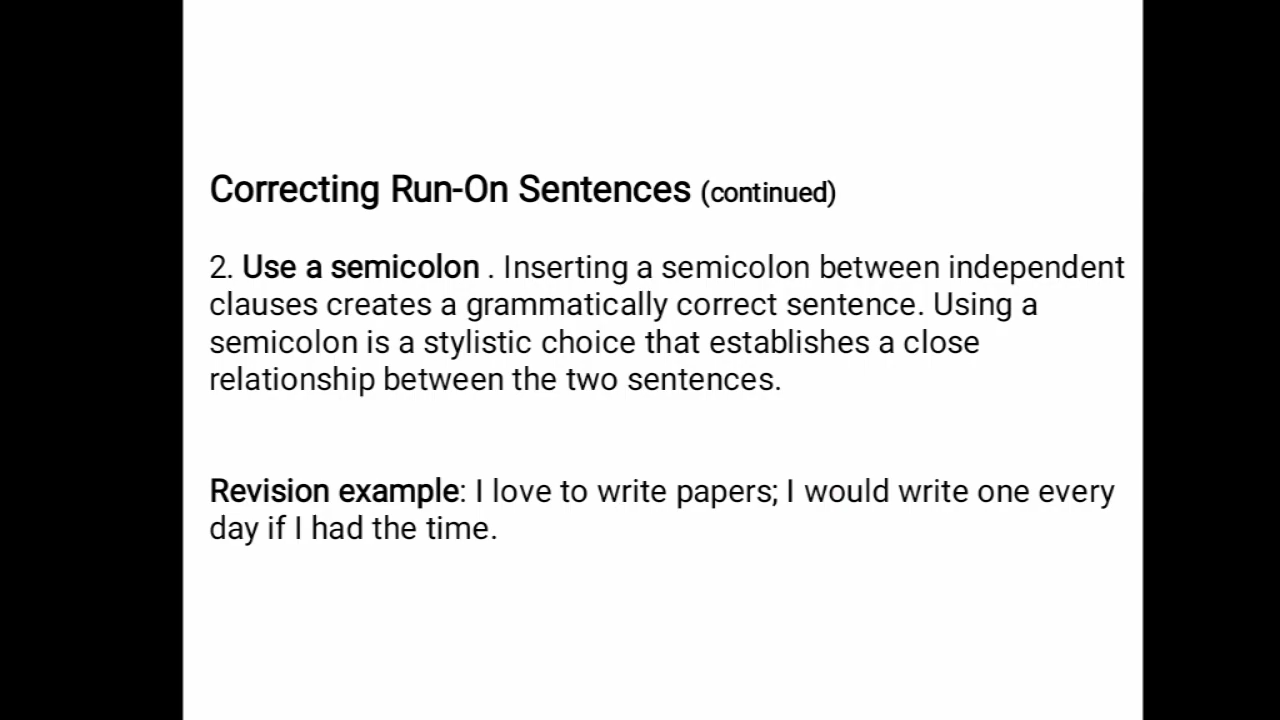 Correcting Run-On Sentences (continued)
2. Use a semicolon . Inserting a semicolon between independent
clauses creates a grammatically correct sentence. Using a
semicolon is a stylistic choice that establishes a close
relationship between the two sentences.
Revision example: I love to write papers; I would write one every
day if I had the time.